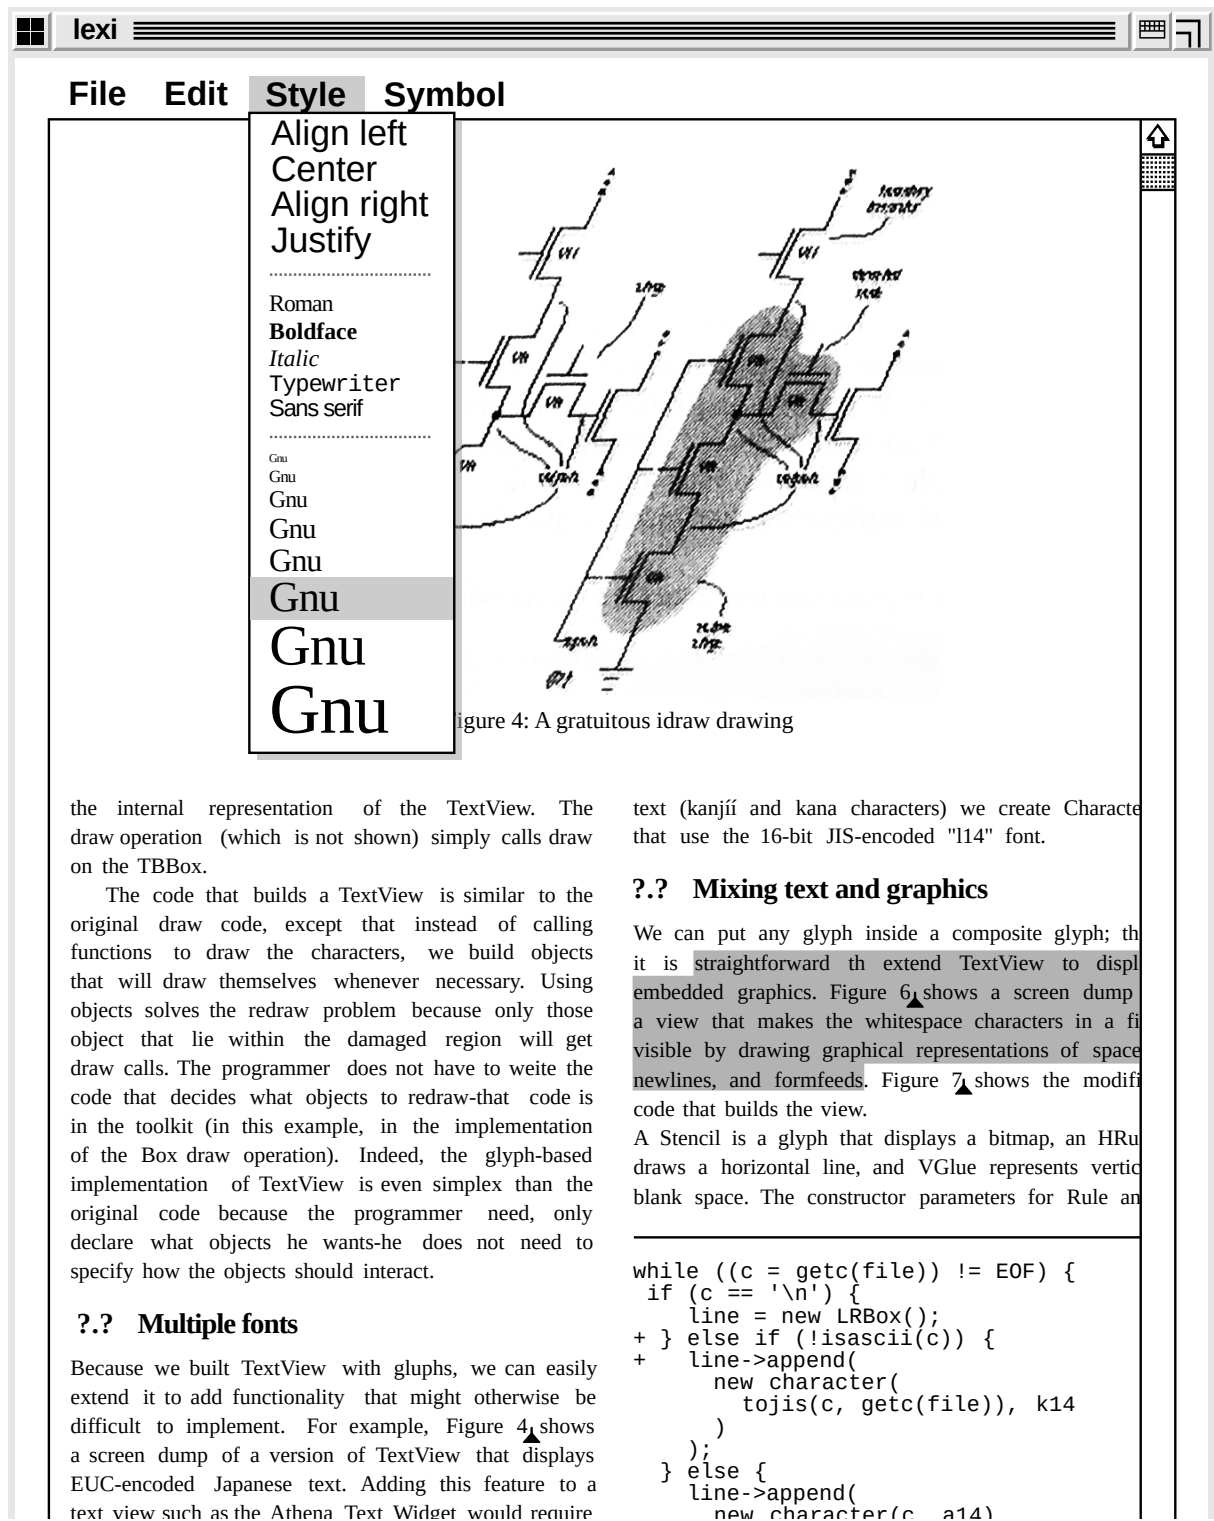 lexi
File Edit Style Symbol
Align left
Center
Align right
Justify
Roman
Boldface
Italic
Typewriter
Sans serif
Gnu
Gnu
Gnu
Gnu
Gnu
Gnu
Gnu
Gnu
igure 4: A gratuitous idraw drawing
the internal representation of the TextView. The
draw operation (which is not shown) simply calls draw
on the TBBox.
The code that builds a TextView is similar to the
original draw code, except that instead of calling
functions to draw the characters, we build objects
that will draw themselves whenever necessary. Using
objects solves the redraw problem because only those
object that lie within the damaged region will get
draw calls. The programmer does not have to weite the
code that decides what objects to redraw-that code is
in the toolkit (in this example, in the implementation
of the Box draw operation). Indeed, the glyph-based
implementation of TextView is even simplex than the
original code because the programmer need, only
declare what objects he wants-he does not need to
specify how the objects should interact.
?.? Multiple fonts
Because we built TextView with gluphs, we can easily
extend it to add functionality that might otherwise be
difficult to implement. For example, Figure 4 shows
a screen dump of a version of TextView that displays
EUC-encoded Japanese text. Adding this feature to a
text view such as the Athena Text Widget would require
text (kanjíí and kana characters) we create Characte
that use the 16-bit JIS-encoded "l14" font.
?.? Mixing text and graphics
We can put any glyph inside a composite glyph; th
it is straightforward th extend TextView to displ
embedded graphics. Figure 6 shows a screen dump
a view that makes the whitespace characters in a fi
visible by drawing graphical representations of space
newlines, and formfeeds. Figure 7 shows the modifi
code that builds the view.
A Stencil is a glyph that displays a bitmap, an HRu
draws a horizontal line, and VGlue represents vertic
blank space. The constructor parameters for Rule an
while ((c = getc(file)) != EOF) {
if (c == '\n') {
line = new LRBox();
+ } else if (!isascii(c)) {
+ line->append(
new character(
tojis(c, getc(file)), k14
)
);
} else {
line->append(
new character(c, a14)